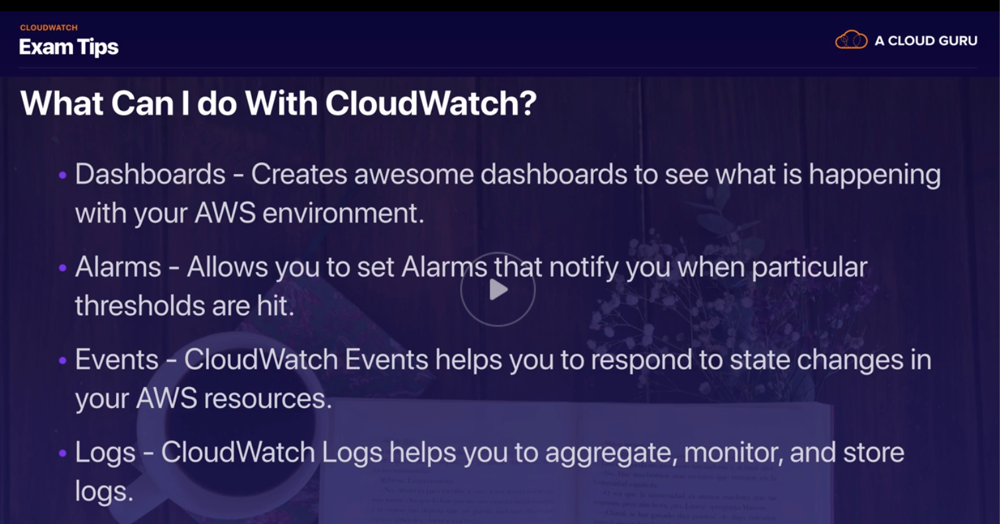 CLOUDWATCH
Exam Tips
A CLOUD GURU
What Can I do With CloudWatch?
• Dashboards - Creates awesome dashboards to see what is happening
with your AWS environment.
• Alarms - Allows you to set Alarms that notify you when particular
thresholds are hit.
• Events - CloudWatch Events helps you to respond to state changes in
your AWS resources.
• Logs - CloudWatch Logs helps you to aggregate, monitor, and store
logs.